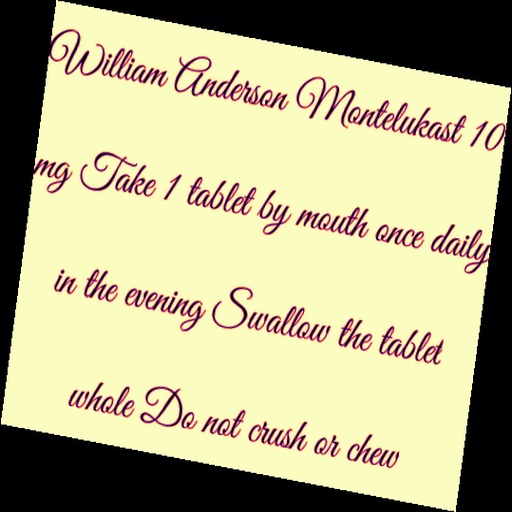 William Anderson Montelukast 10
mg Take 1 tablet by mouth once daily
in the evening Swallow the tablet
whole Do not crush or chew